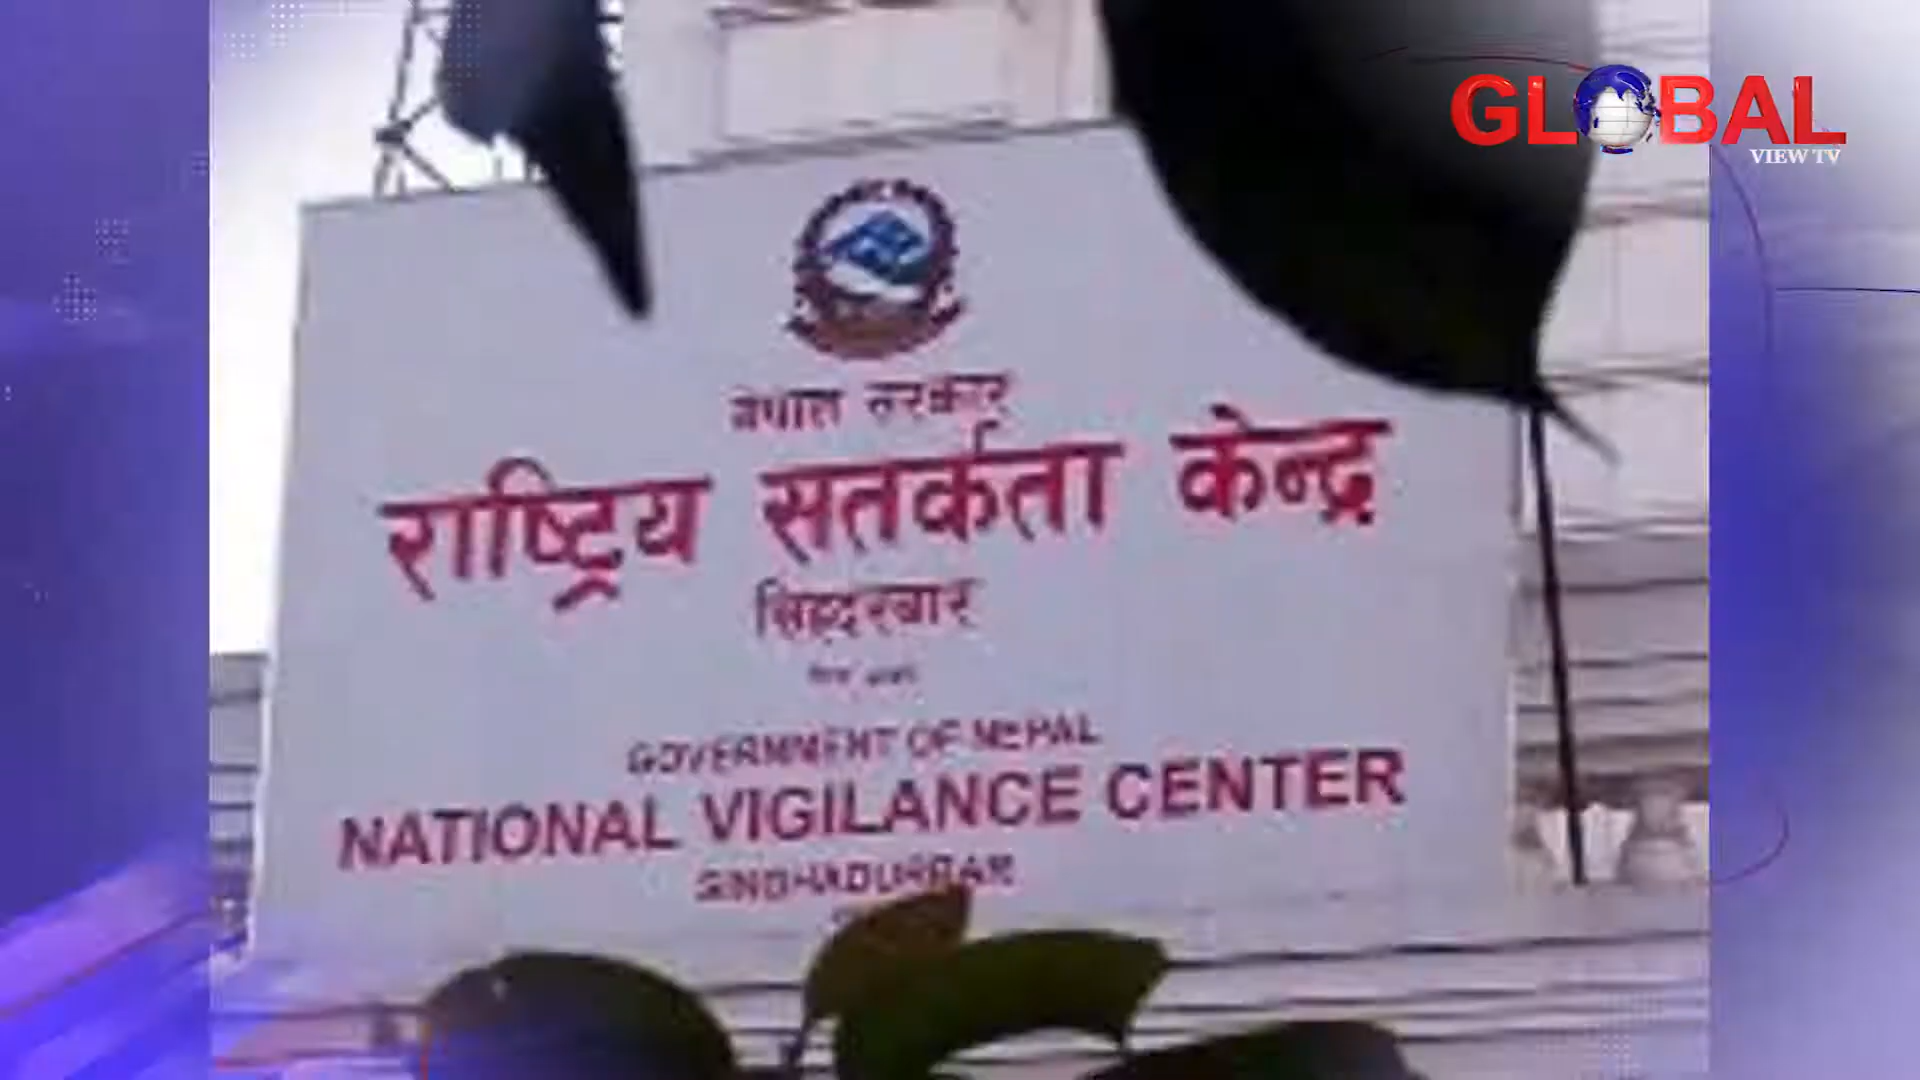 GLOBAL
VIEW TV
नेपाल सरकार
राष्ट्रिय सतर्कता केन्द्र
सिंहदरबार
GOVERNMENT OF NEPAL
NATIONAL VIGILANCE CENTER
SINGHADURBAR